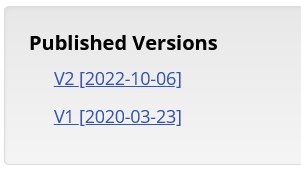 Published Versions
V2 [2022-10-06]
V1 [2020-03-23]